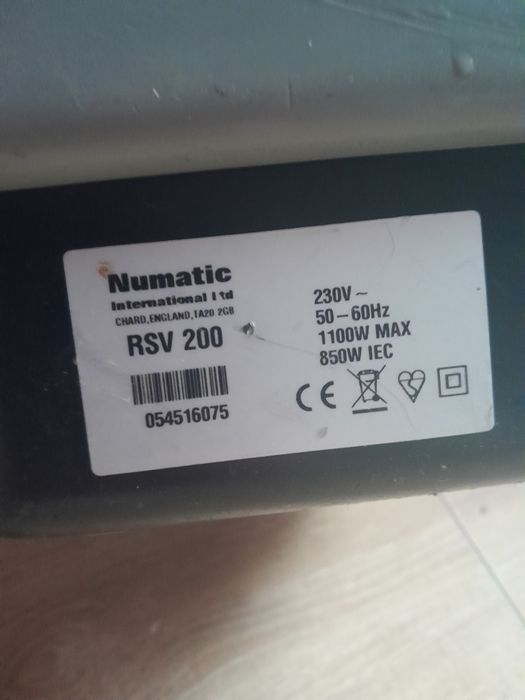 Numatic
International Ltd
CHARD, ENGLAND, TA20 2GB
RSV 200
054516075
230V ~
50-60Hz
1100W MAX
850W IEC
CE